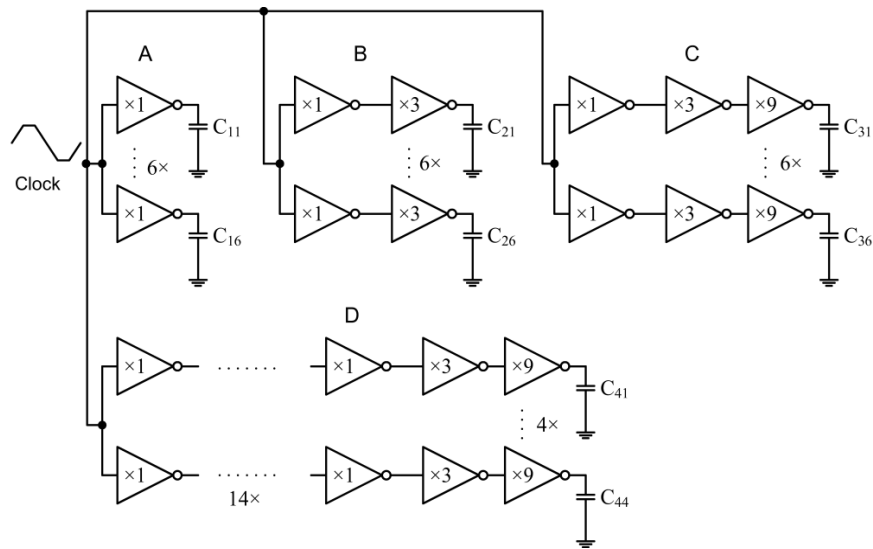 A B C
×1 ×1 ×3 ×1 ×3 ×9
C11 C21 C31
Clock 6× 6× 6×
×1 ×1 ×3 ×1 ×3 ×9
C16 C26 C36
D
×1 ×1 ×3 ×9
C41
4×
×1 ×1 ×3 ×9
14× C44